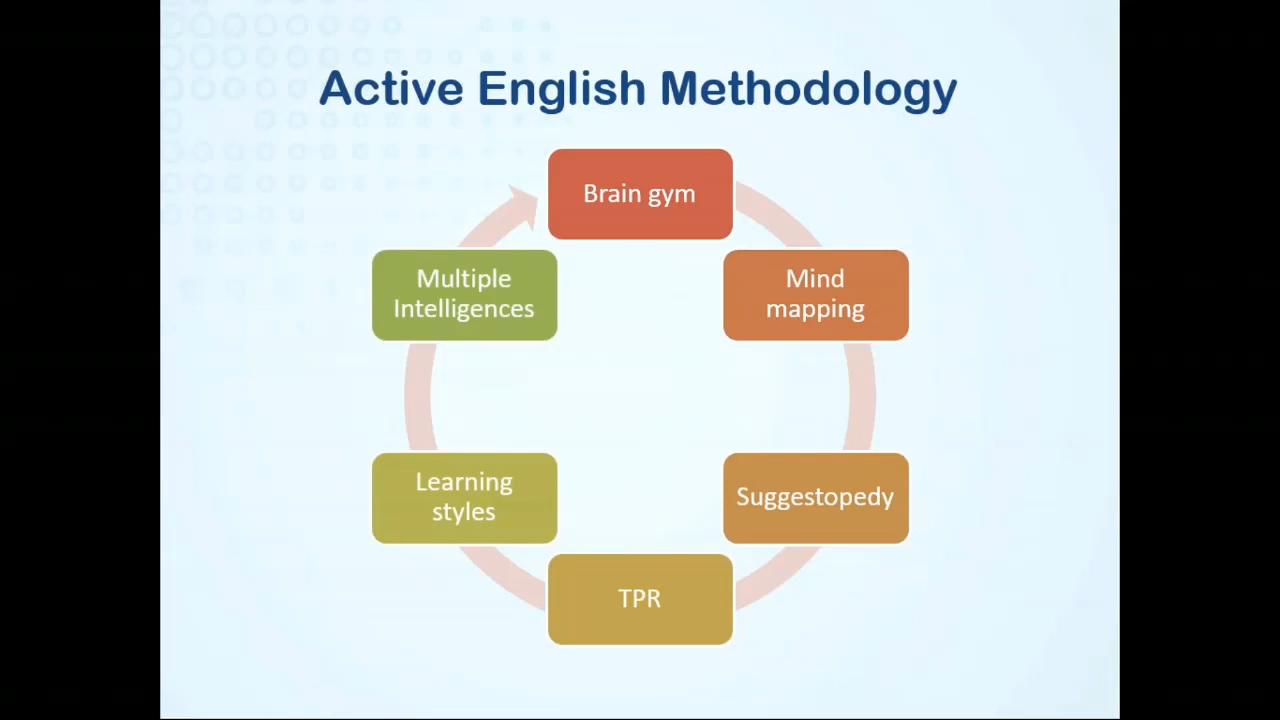 Active English Methodology
Brain gym
Mind
mapping
Suggestopedy
TPR
Learning
styles
Multiple
Intelligences